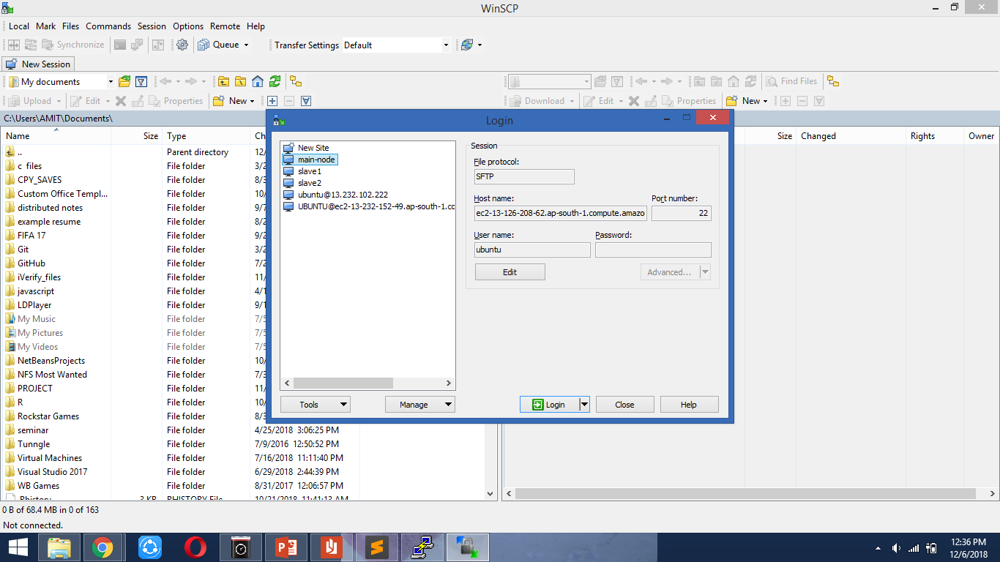 WinSCP
Local Mark Files Commands Session Options Remote Help
Synchronize Queue Transfer Settings Default
New Session
My documents Find Files
Upload Edit Properties New Download Edit Properties New
C:\Users\AMIT\Documents\
Name Size Type Ch Size Changed Rights Owner
.. Parent directory 12/
c files File folder 3/2
CPY_SAVES File folder 8/3
Custom Office Templ... File folder 10/
distributed notes File folder 9/7
example resume File folder 8/2
FIFA 17 File folder 9/2
Git File folder 3/2
GitHub File folder 7/2
iVerify_files File folder 11/
javascript File folder 4/1
LDPlayer File folder 9/1
My Music File folder 7/5
My Pictures File folder 7/5
My Videos File folder 7/5
NetBeansProjects File folder 10/
NFS Most Wanted File folder 7/3
PROJECT File folder 11/
R File folder 10/
Rockstar Games File folder 8/3
seminar File folder 4/25/2018 3:06:25 PM
Tunngle File folder 7/9/2016 12:50:52 PM
Virtual Machines File folder 7/16/2018 11:11:40 PM
Visual Studio 2017 File folder 6/29/2018 2:44:39 PM
WB Games File folder 8/31/2017 12:06:57 PM
.Rhistory 3 KB RHISTORY File 10/21/2018 11:41:13 AM
Login
New Site
main-node
slave1
slave2
ubuntu@13.232.102.222
UBUNTU@ec2-13-232-152-49.ap-south-1.co
Session
File protocol:
SFTP
Host name: Port number:
ec2-13-126-208-62.ap-south-1.compute.amazo 22
User name: Password:
ubuntu
Edit Advanced...
Tools Manage Login Close Help
0 B of 68.4 MB in 0 of 163
Not connected.
12:36 PM
12/6/2018